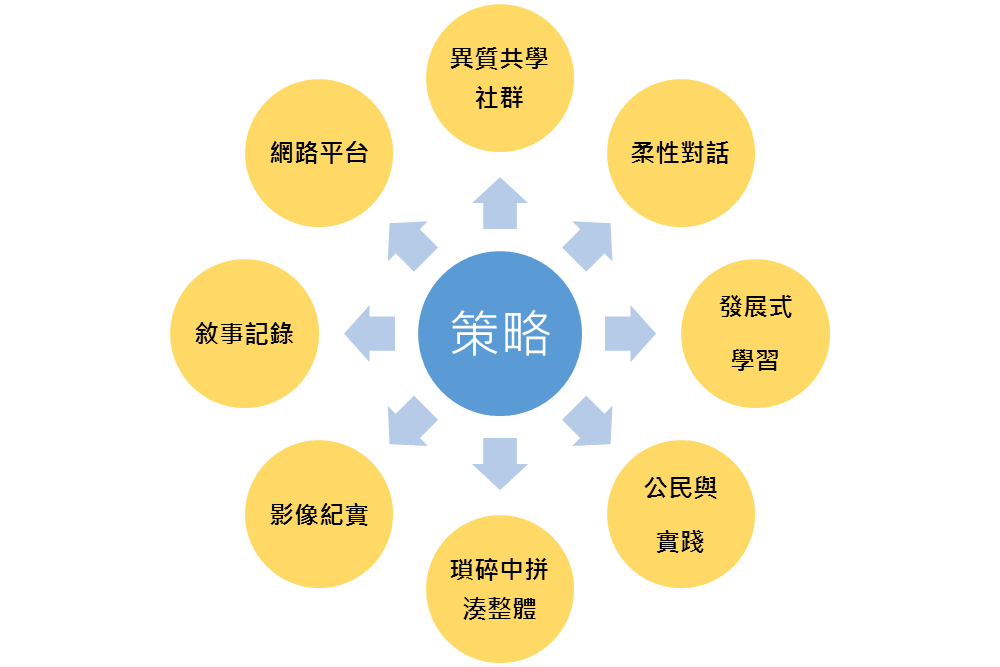 異質共學
社群
網路平台
柔性對話
發展式
學習
策略
敘事記錄
公民與
實踐
影像紀實
瑣碎中拼
湊整體